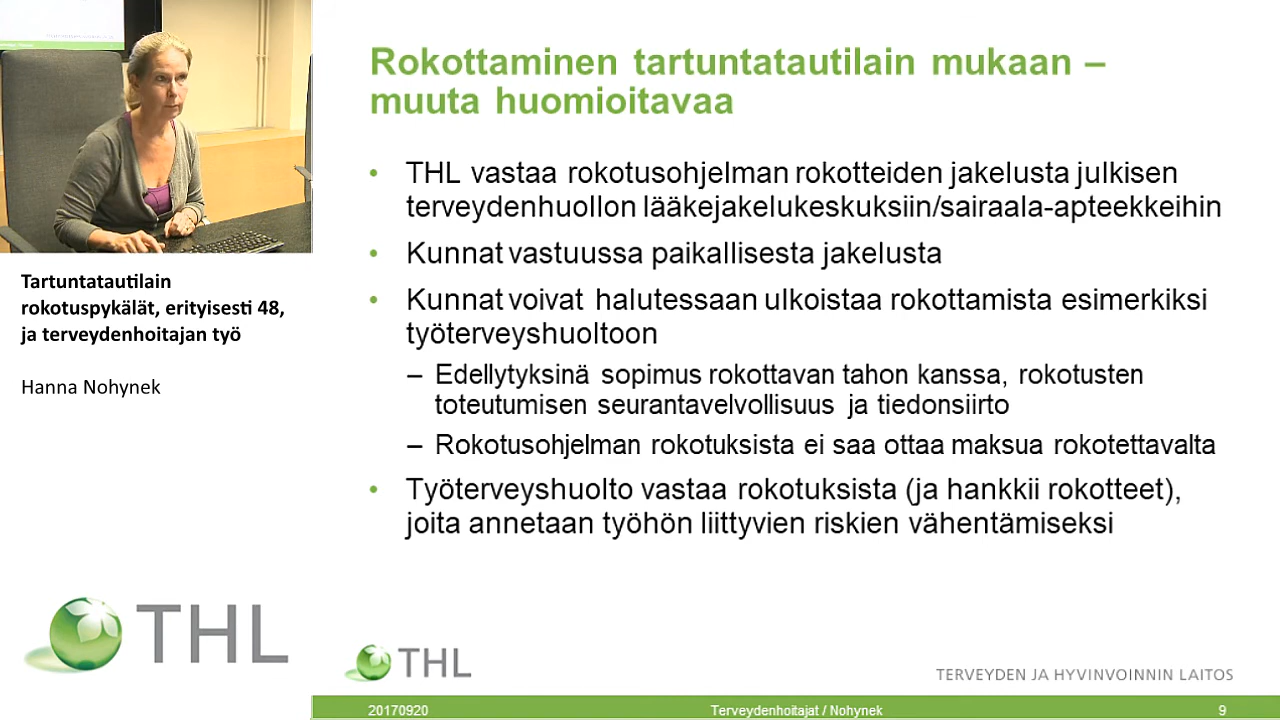 Tartuntatautilain
rokotuspykälät, erityisesti 48,
ja terveydenhoitajan työ
Hanna Nohynek
THL
Rokottaminen tartuntatautilain mukaan –
muuta huomioitavaa
• THL vastaa rokotusohjelman rokotteiden jakelusta julkisen
terveydenhuollon lääkejakelukeskuksiin/sairaala-apteekkeihin
• Kunnat vastuussa paikallisesta jakelusta
• Kunnat voivat halutessaan ulkoistaa rokottamista esimerkiksi
työterveyshuoltoon
– Edellytyksinä sopimus rokottavan tahon kanssa, rokotusten
toteutumisen seurantavelvollisuus ja tiedonsiirto
– Rokotusohjelman rokotuksista ei saa ottaa maksua rokotettavalta
• Työterveyshuolto vastaa rokotuksista (ja hankkii rokotteet),
joita annetaan työhön liittyvien riskien vähentämiseksi
THL
TERVEYDEN JA HYVINVOINNIN LAITOS
20170920
Terveydenhoitajat / Nohynek
9